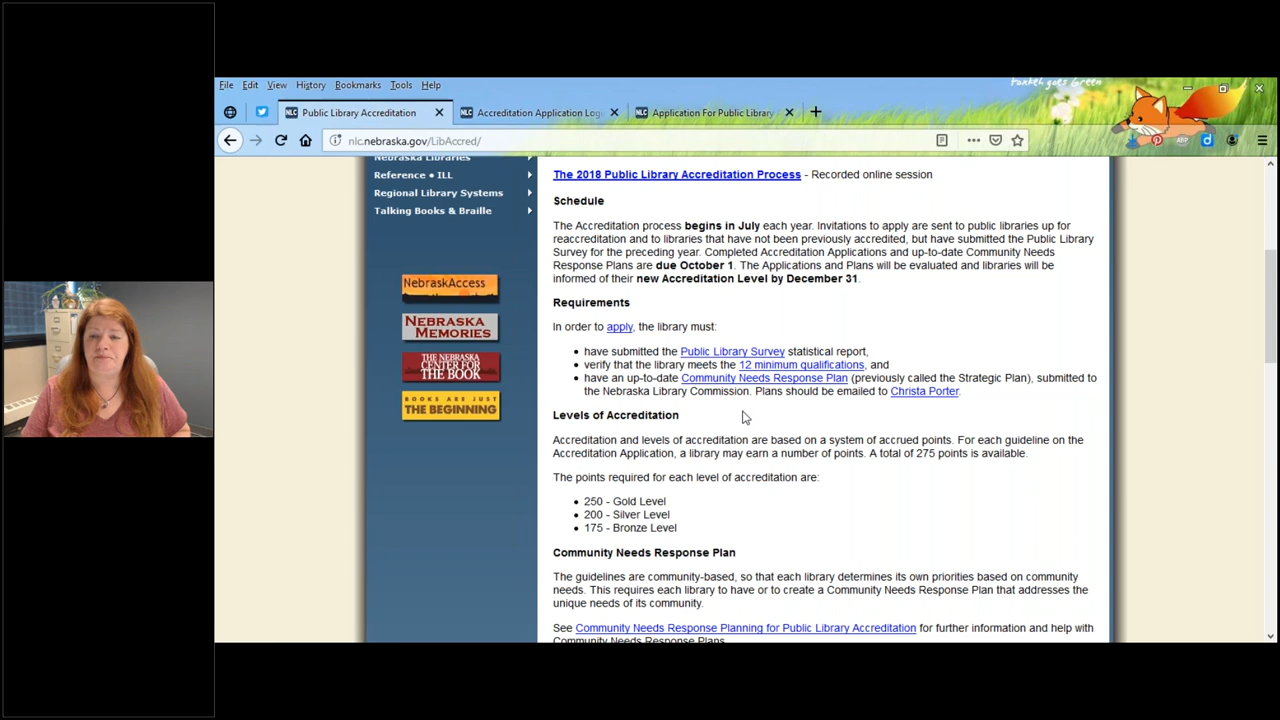 Foxkeh goes Green
File Edit View History Bookmarks Tools Help
NLC Public Library Accreditation
NLC Accreditation Application Log
NLC Application For Public Library
nlc.nebraska.gov/LibAccred/
Nebraska Libraries
Reference • ILL
Regional Library Systems
Talking Books & Braille
NEBRASKACCESS
NEBRASKA
MEMORIES
THE NEBRASKA
CENTER FOR
THE BOOK
BOOKS ARE JUST
THE BEGINNING
The 2018 Public Library Accreditation Process - Recorded online session
Schedule
The Accreditation process begins in July each year. Invitations to apply are sent to public libraries up for
reaccreditation and to libraries that have not been previously accredited, but have submitted the Public Library
Survey for the preceding year. Completed Accreditation Applications and up-to-date Community Needs
Response Plans are due October 1. The Applications and Plans will be evaluated and libraries will be
informed of their new Accreditation Level by December 31.
Requirements
In order to apply, the library must:
• have submitted the Public Library Survey statistical report,
• verify that the library meets the 12 minimum qualifications, and
• have an up-to-date Community Needs Response Plan (previously called the Strategic Plan), submitted to
the Nebraska Library Commission. Plans should be emailed to Christa Porter.
Levels of Accreditation
Accreditation and levels of accreditation are based on a system of accrued points. For each guideline on the
Accreditation Application, a library may earn a number of points. A total of 275 points is available.
The points required for each level of accreditation are:
• 250 - Gold Level
• 200 - Silver Level
• 175 - Bronze Level
Community Needs Response Plan
The guidelines are community-based, so that each library determines its own priorities based on community
needs. This requires each library to have or to create a Community Needs Response Plan that addresses the
unique needs of its community.
See Community Needs Response Planning for Public Library Accreditation for further information and help with
Community Needs Response Plans.